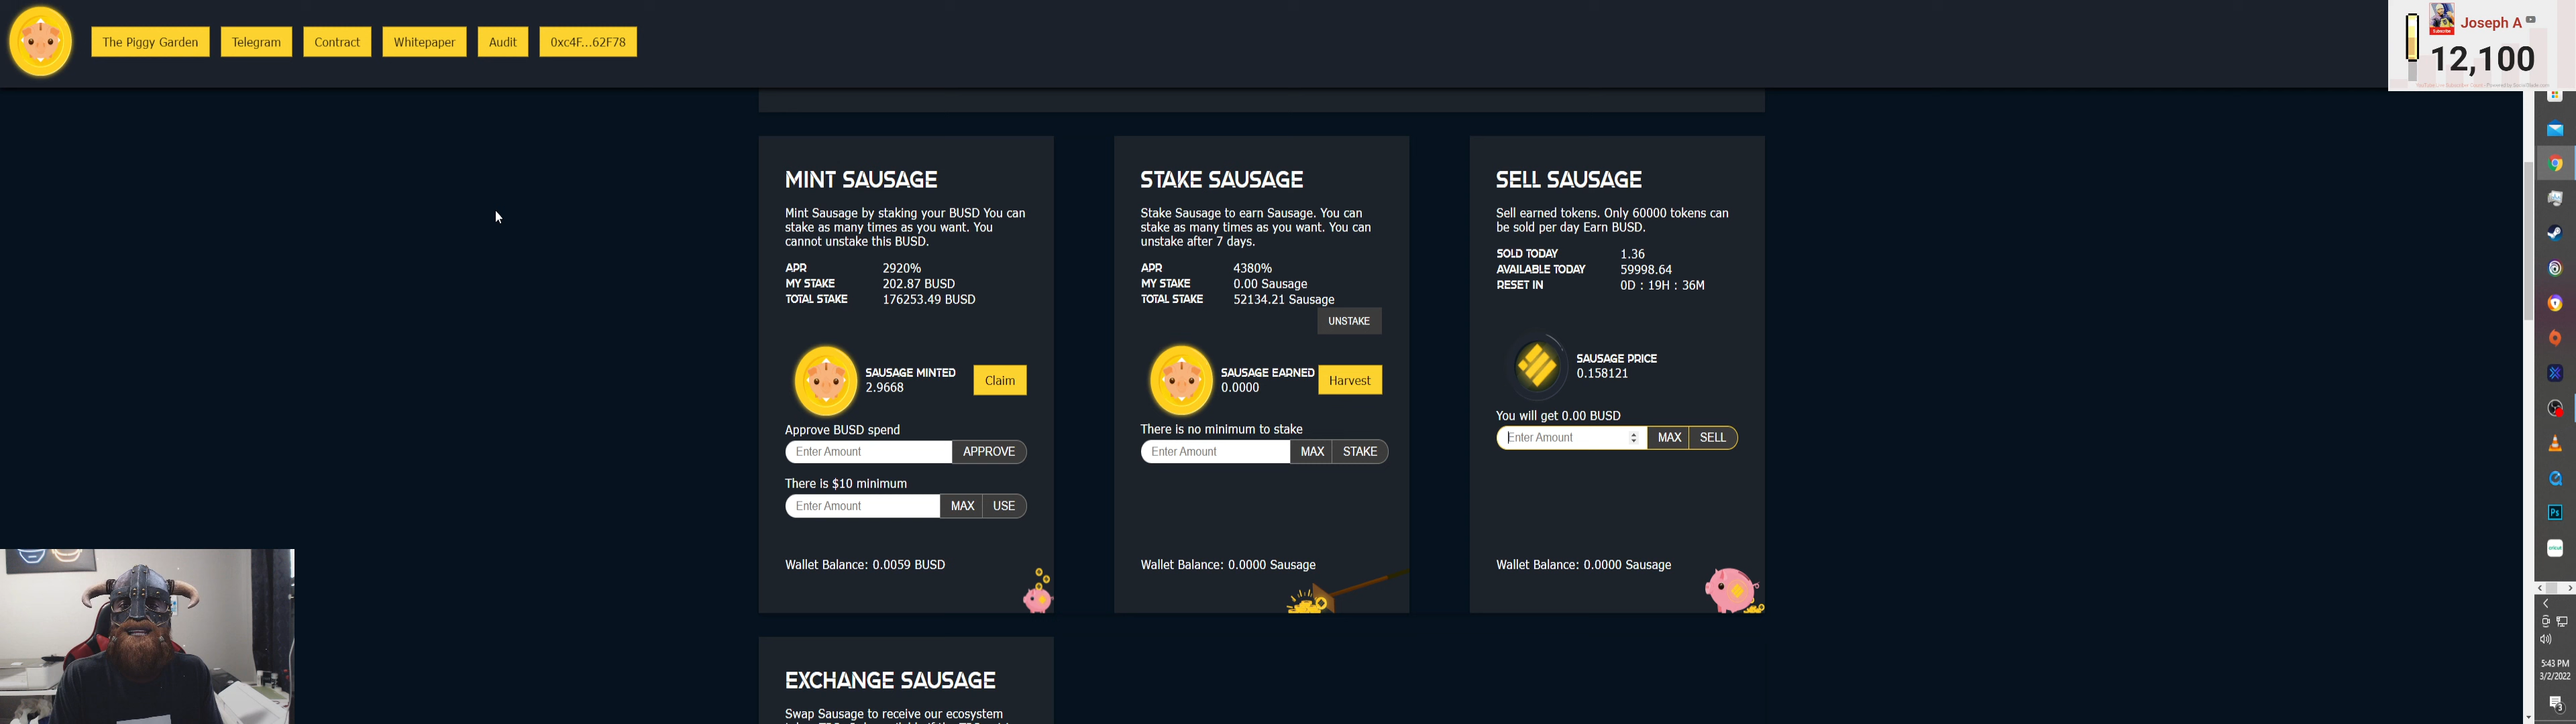 The Piggy Garden
Telegram
Contract
Whitepaper
Audit
0xc4F...62F78
Joseph A
Subscribe
12,100
MINT SAUSAGE
Mint Sausage by staking your BUSD You can
stake as many times as you want. You
cannot unstake this BUSD.
APR 2920%
MY STAKE 202.87 BUSD
TOTAL STAKE 176253.49 BUSD
SAUSAGE MINTED
2.9668
Claim
Approve BUSD spend
Enter Amount APPROVE
There is $10 minimum
Enter Amount MAX USE
Wallet Balance: 0.0059 BUSD
STAKE SAUSAGE
Stake Sausage to earn Sausage. You can
stake as many times as you want. You can
unstake after 7 days.
APR 4380%
MY STAKE 0.00 Sausage
TOTAL STAKE 52134.21 Sausage
UNSTAKE
SAUSAGE EARNED
0.0000
Harvest
There is no minimum to stake
Enter Amount MAX STAKE
Wallet Balance: 0.0000 Sausage
SELL SAUSAGE
Sell earned tokens. Only 60000 tokens can
be sold per day Earn BUSD.
SOLD TODAY 1.36
AVAILABLE TODAY 59998.64
RESET IN 0D : 19H : 36M
SAUSAGE PRICE
0.158121
You will get 0.00 BUSD
Enter Amount MAX SELL
Wallet Balance: 0.0000 Sausage
EXCHANGE SAUSAGE
Swap Sausage to receive our ecosystem
Ps
5:43 PM
3/2/2022
3